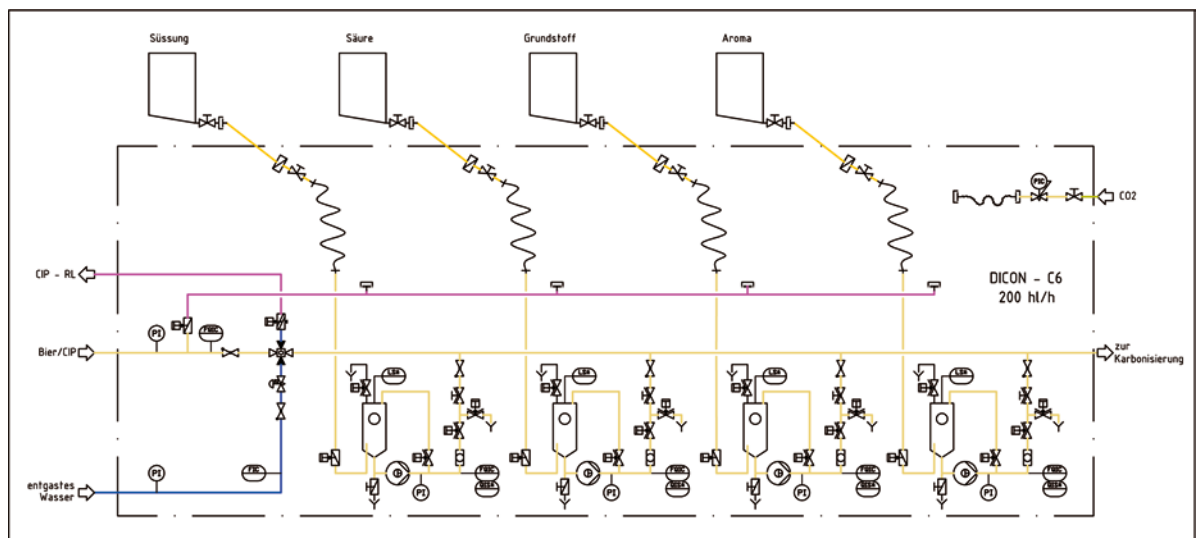 Süssung
Säure
Grundstoff
Aroma
PIC
CO2
CIP - RL
DICON - C6
200 hl/h
PI
Bier/CIP
zur
Karbonisierung
PI
FIC
entgastes
Wasser
PI
PI
PI
PI